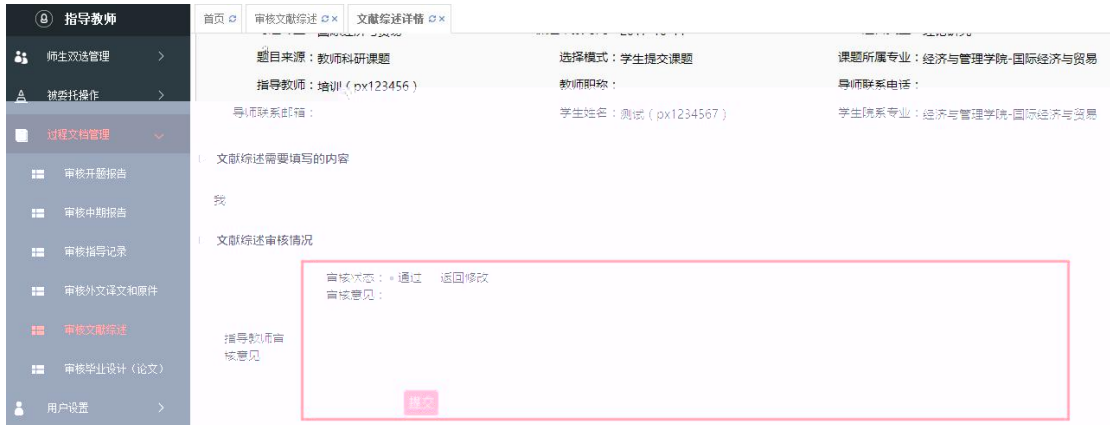 指导教师
首页 审核文献综述 × 文献综述详情 ×
师生双选管理
题目来源：教师科研课题 选择模式：学生提交课题 课题所属专业：经济与管理学院-国际经济与贸易
被委托操作
指导教师：培训（px123456） 教师职称： 导师联系电话：
导师联系邮箱： 学生姓名：测试（px1234567） 学生院系专业：经济与管理学院-国际经济与贸易
过程文档管理
文献综述需要填写的内容
审核开题报告
我
审核中期报告
文献综述审核情况
审核指导记录
审核状态： 通过 返回修改
审核意见：
审核外文译文和原件
审核文献综述
指导教师审
核意见
审核毕业设计（论文）
提交
用户设置